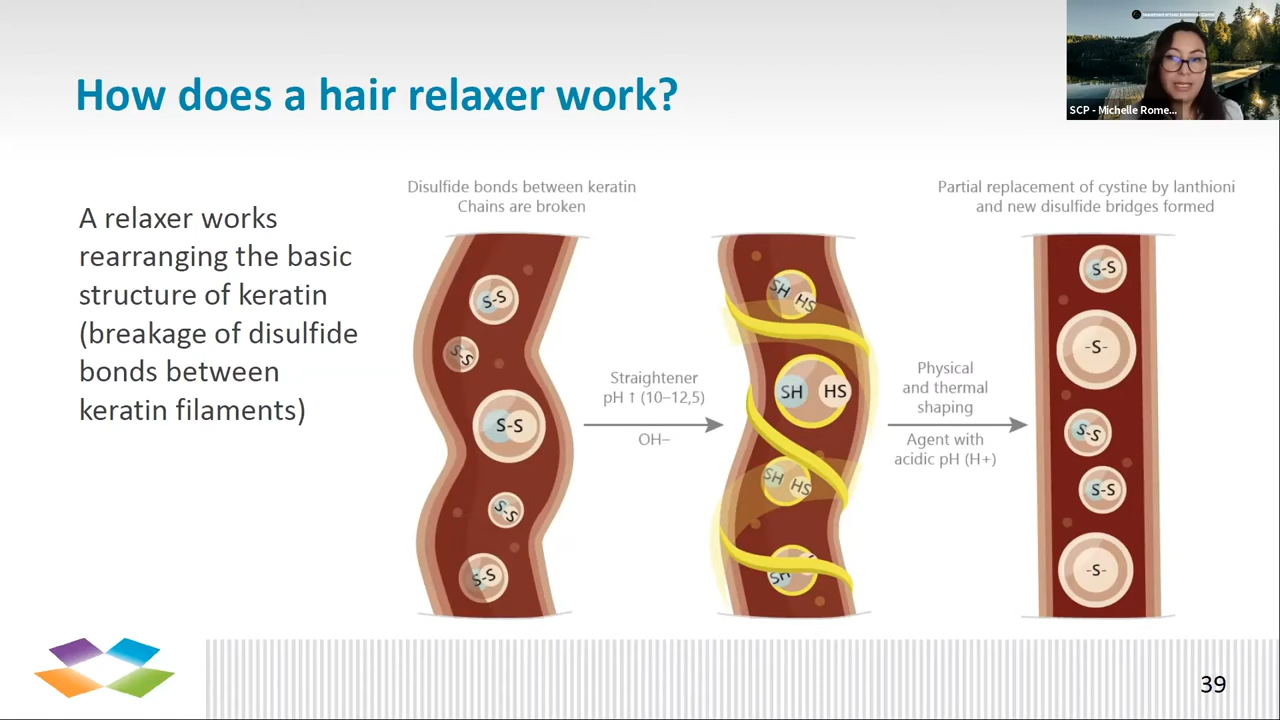 How does a hair relaxer work?
SCP - Michelle Rome...
A relaxer works
rearranging the basic
structure of keratin
(breakage of disulfide
bonds between
keratin filaments)
Disulfide bonds between keratin
Chains are broken
Partial replacement of cystine by lanthioni
and new disulfide bridges formed
S-S
S-S
S-S
S-S
S-S
Straightener
pH ↑ (10–12,5)
OH–
SH HS
SH HS
SH HS
SH
Physical
and thermal
shaping
Agent with
acidic pH (H+)
S-S
-S-
S-S
S-S
-S-
39